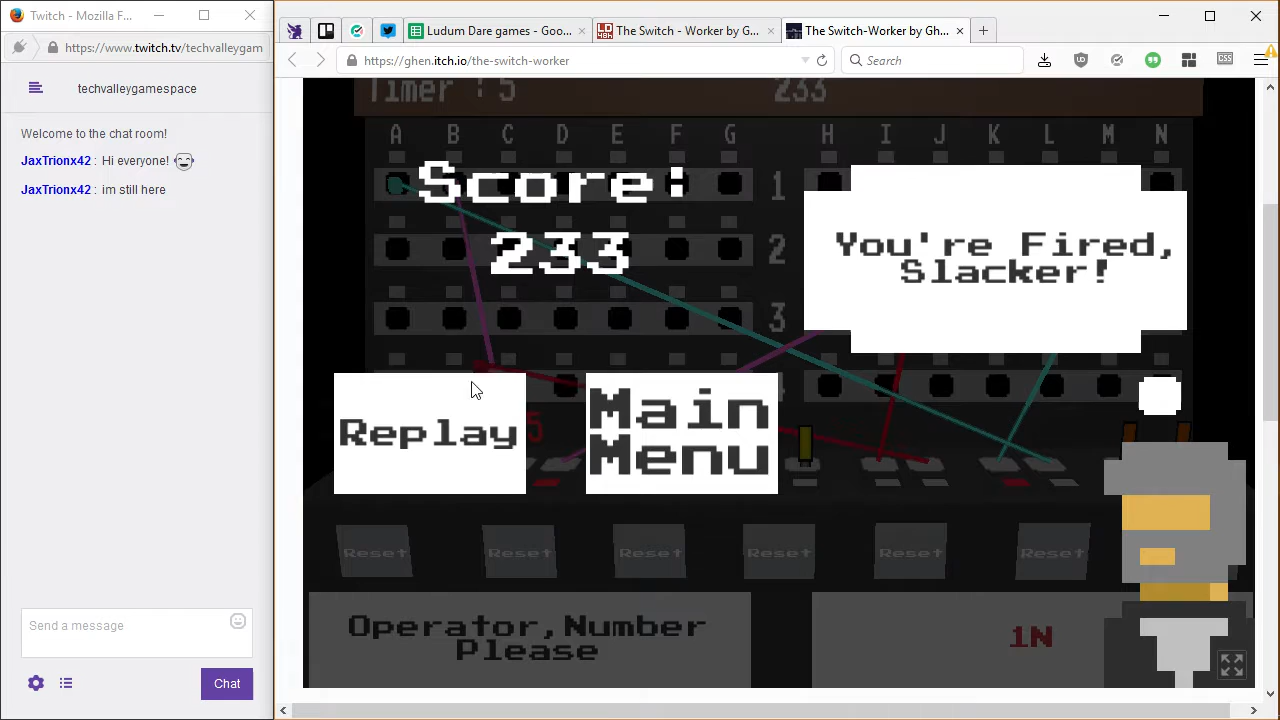 Twitch - Mozilla F...
https://www.twitch.tv/techvalleygam
techvalleygamespace
Welcome to the chat room!
JaxTrionx42 : Hi everyone!
JaxTrionx42 : im still here
Send a message
Chat
Ludum Dare games - Goo...
The Switch - Worker by G...
The Switch-Worker by Gh...
https://ghen.itch.io/the-switch-worker
Search
CSS
Timer : 5 233
A B C D E F G H I J K L M N
1
2
3
Score:
233
You're Fired,
Slacker!
Replay
Main
Menu
5
Reset Reset Reset Reset Reset Reset
Operator,Number
Please
1N